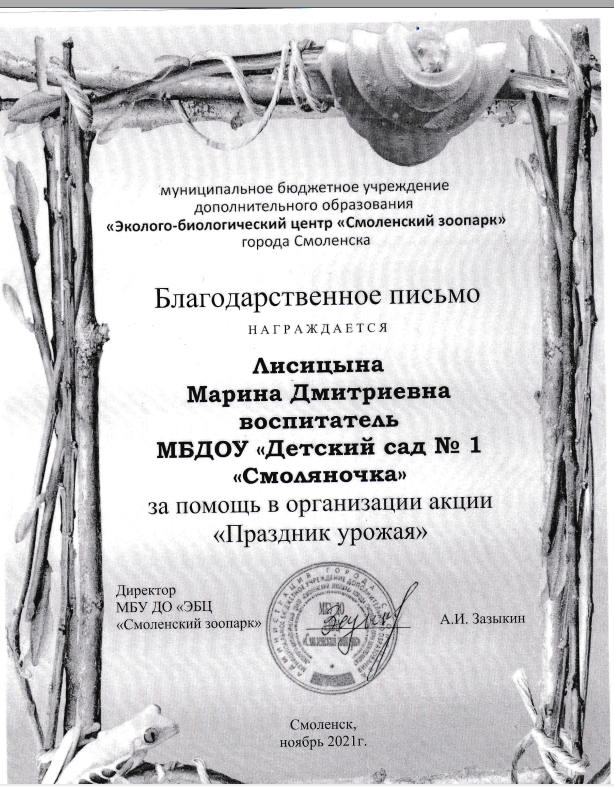 муниципальное бюджетное учреждение
дополнительного образования
«Эколого-биологический центр «Смоленский зоопарк»
города Смоленска
Благодарственное письмо
НАГРАЖДАЕТСЯ
Лисицына
Марина Дмитриевна
воспитатель
МБДОУ «Детский сад № 1
«Смоляночка»
за помощь в организации акции
«Праздник урожая»
Директор
МБУ ДО «ЭБЦ
«Смоленский зоопарк»
А.И. Зазыкин
МБУ ДО
Смоленск,
ноябрь 2021г.